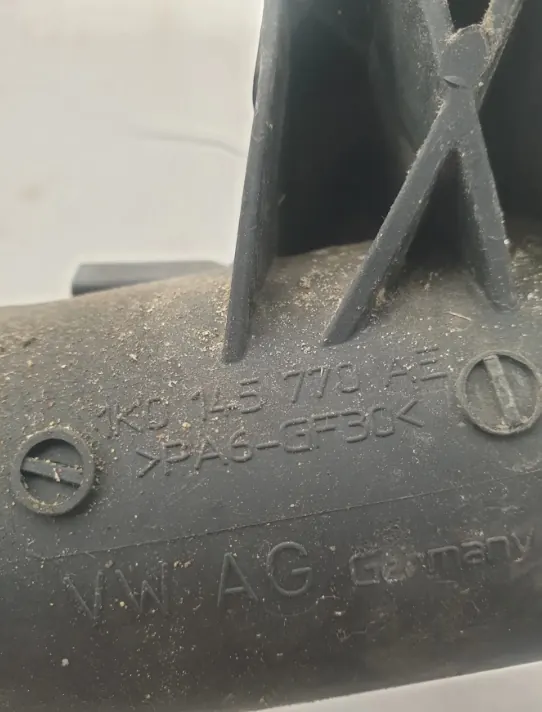 1K0 145 770 AE
>PA6-GF30<
VW AG Germany